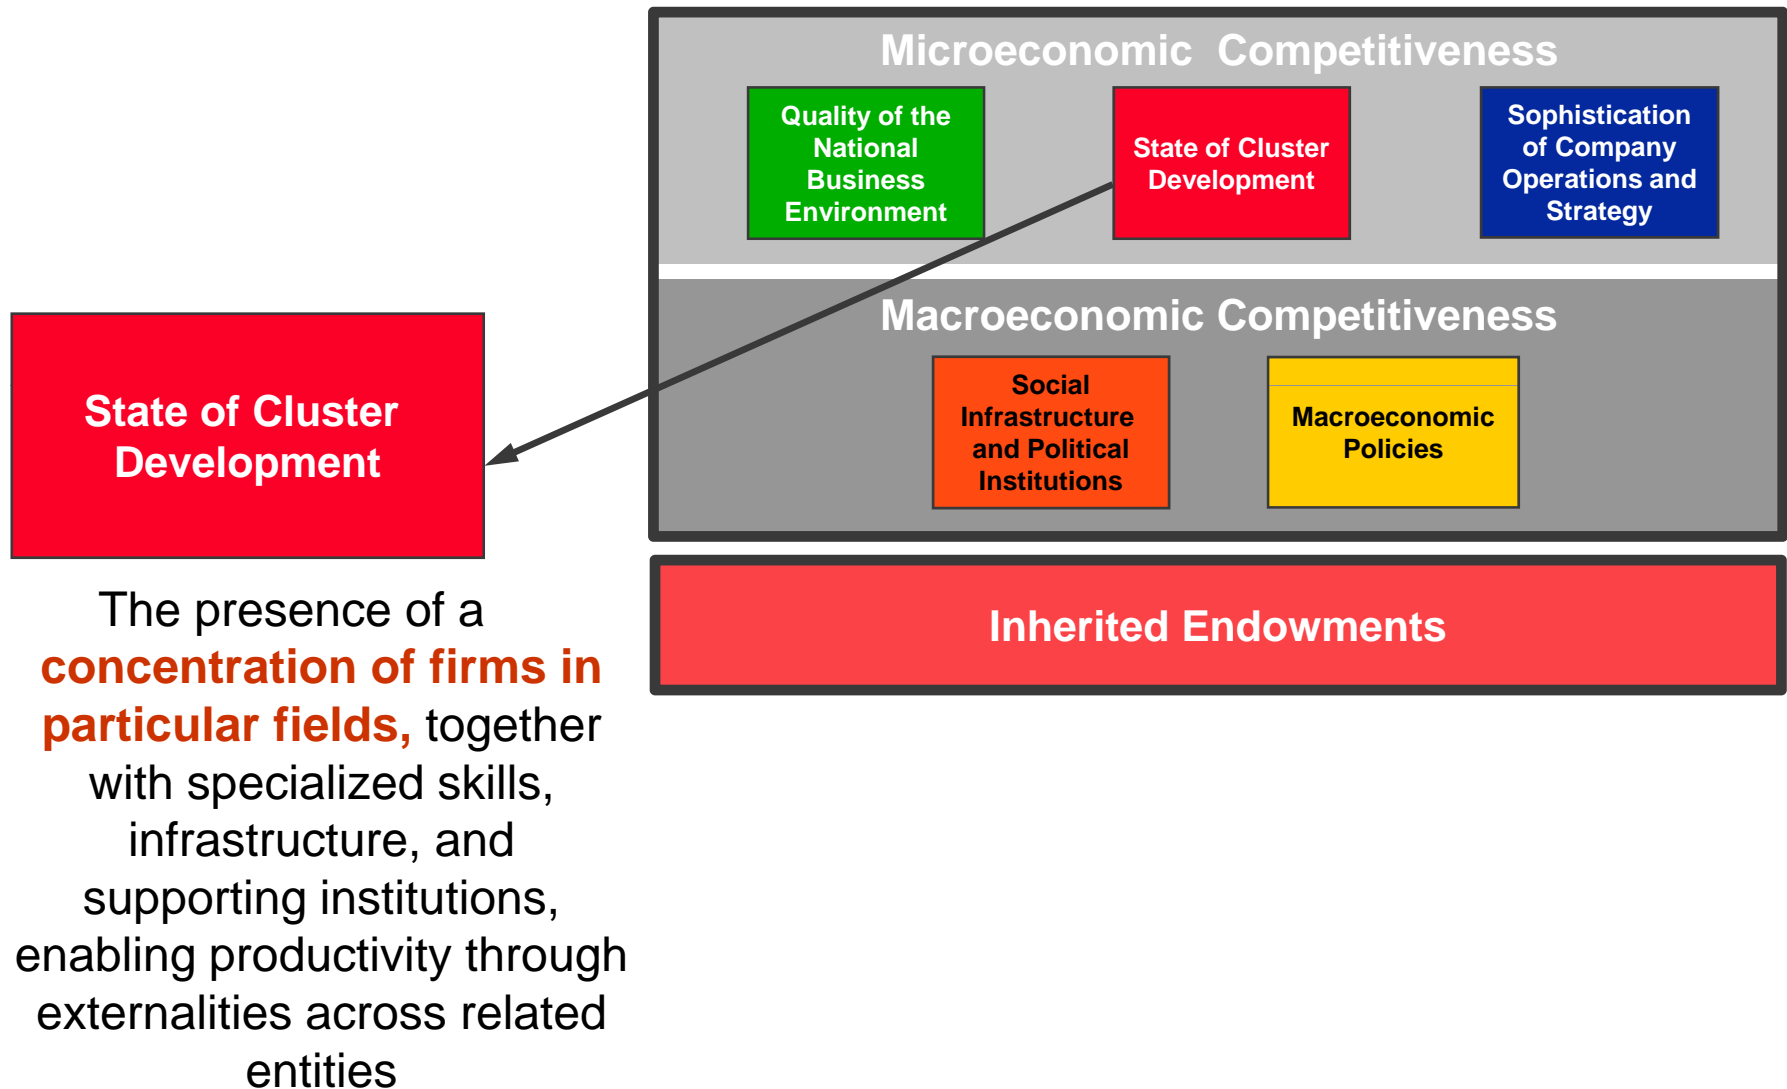 Microeconomic Competitiveness
Quality of the
National
Business
Environment
State of Cluster
Development
Sophistication
of Company
Operations and
Strategy
Macroeconomic Competitiveness
Social
Infrastructure
and Political
Institutions
Macroeconomic
Policies
Inherited Endowments
State of Cluster
Development
The presence of a
concentration of firms in
particular fields, together
with specialized skills,
infrastructure, and
supporting institutions,
enabling productivity through
externalities across related
entities